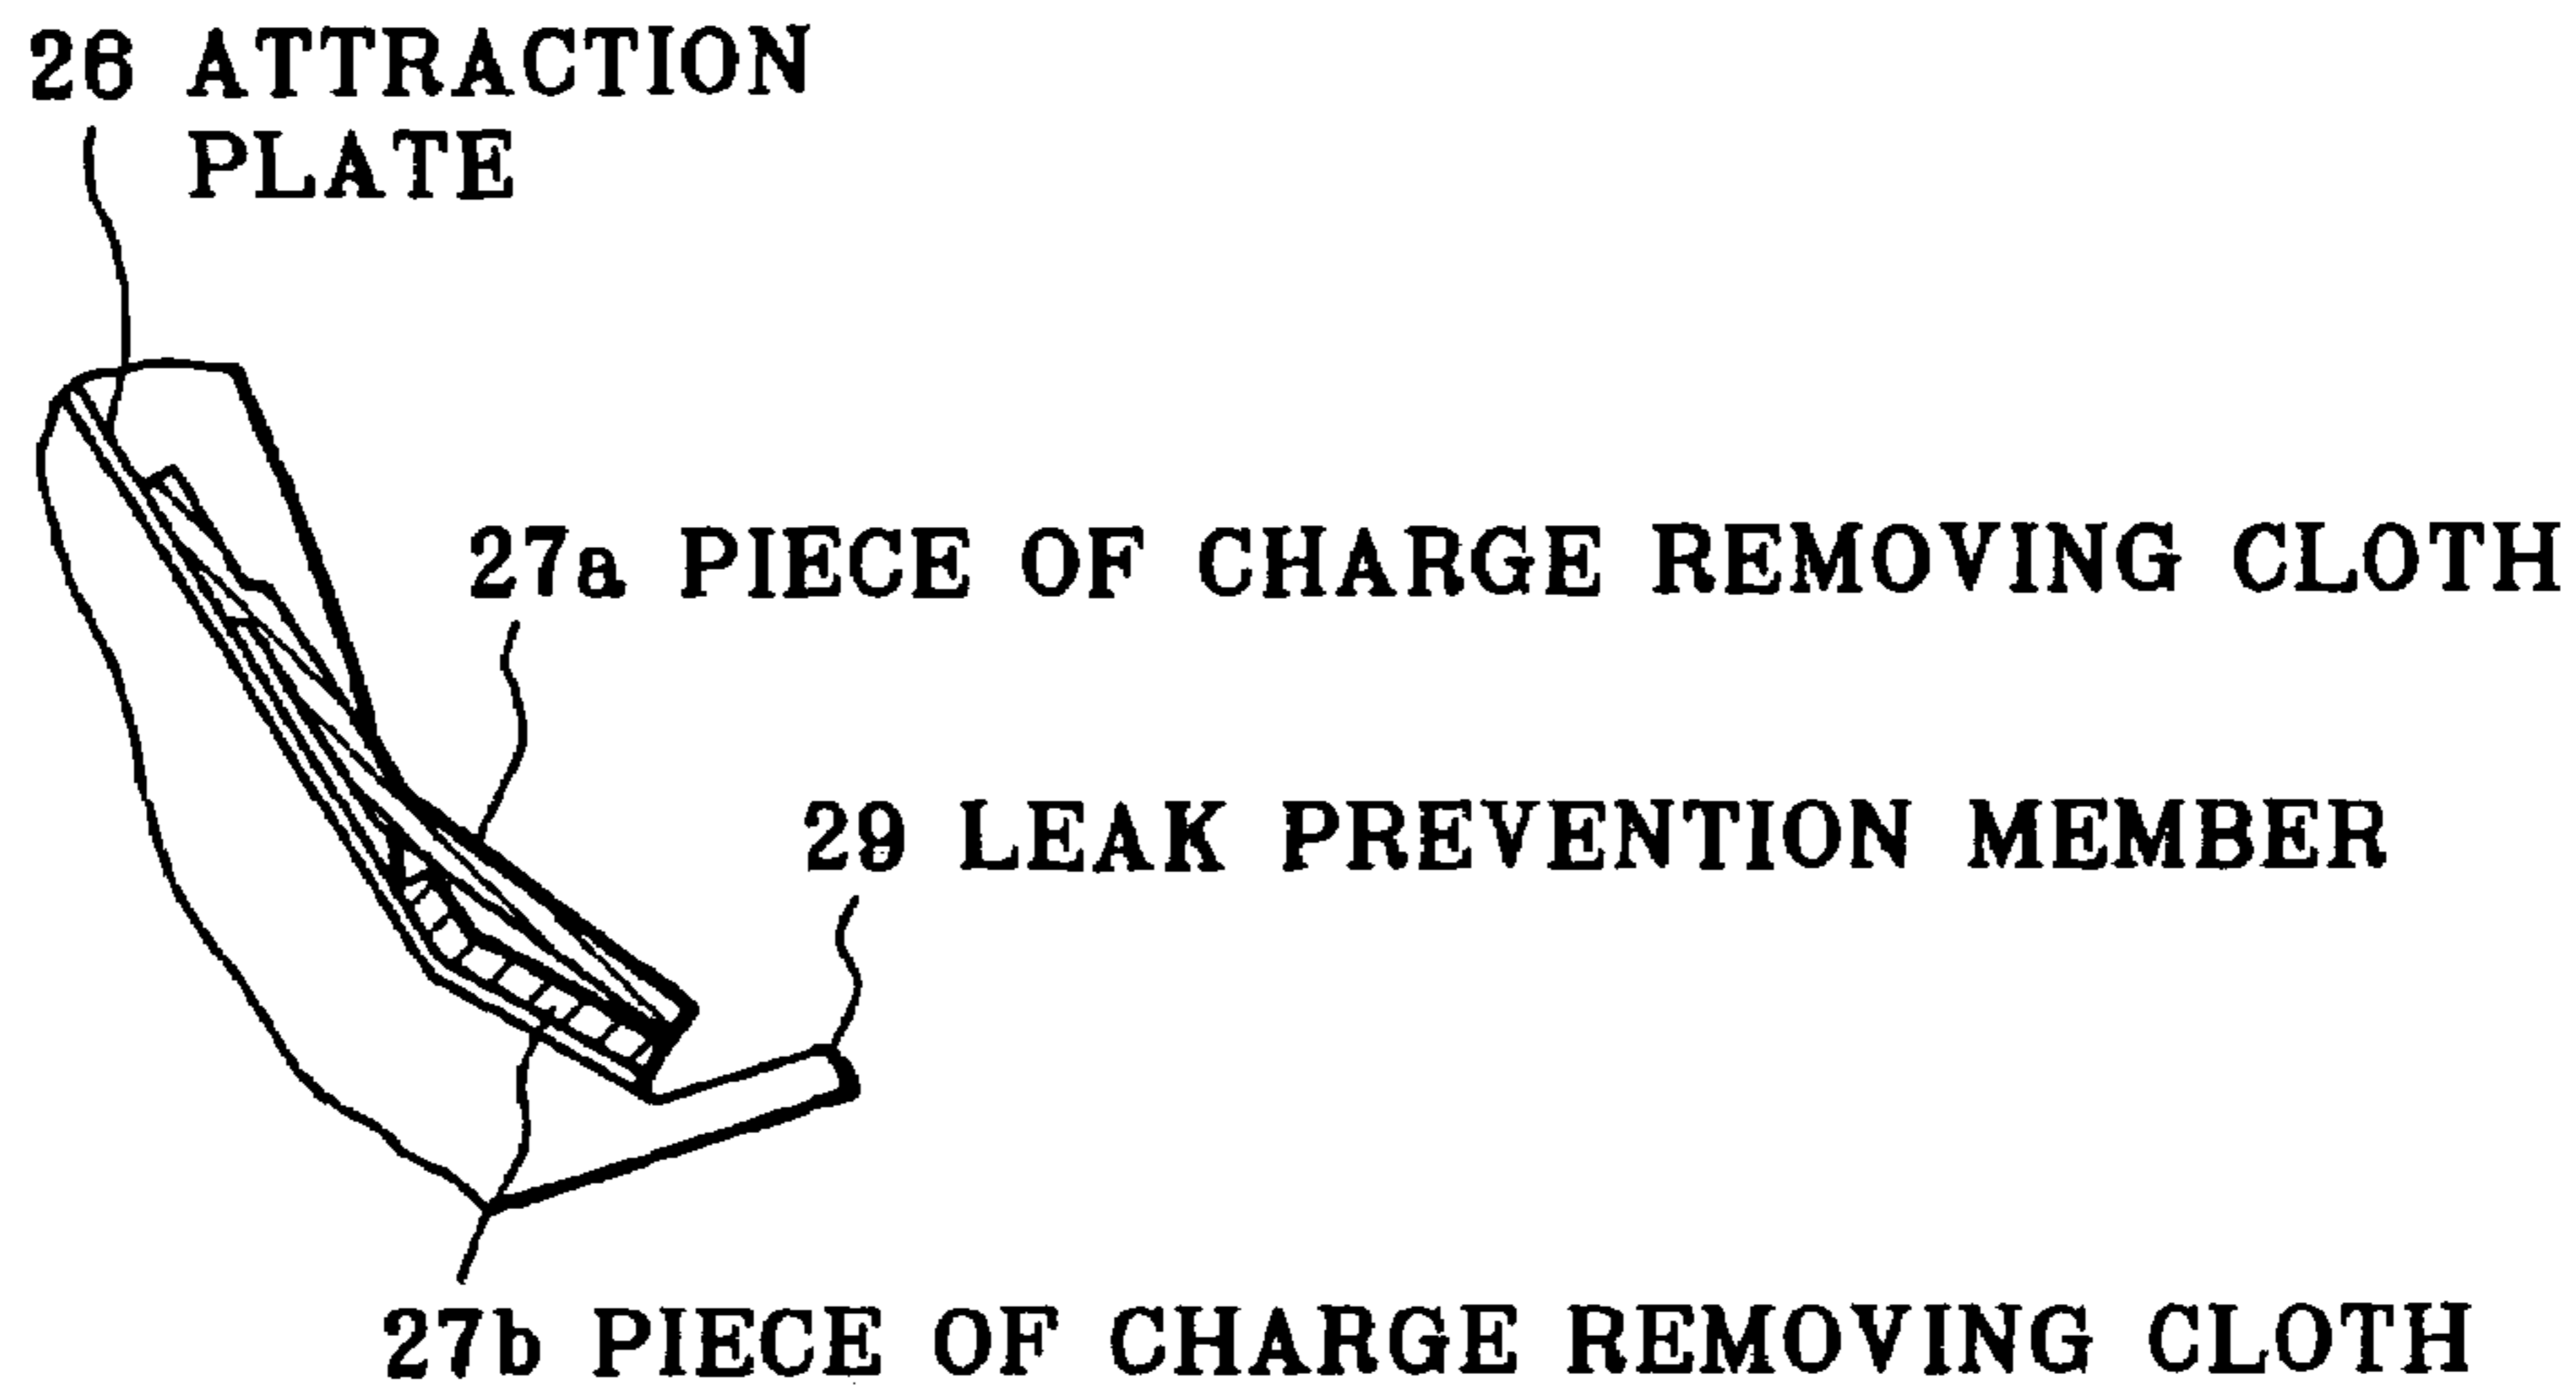 26 ATTRACTION
PLATE
27a PIECE OF CHARGE REMOVING CLOTH
29 LEAK PREVENTION MEMBER
27b PIECE OF CHARGE REMOVING CLOTH